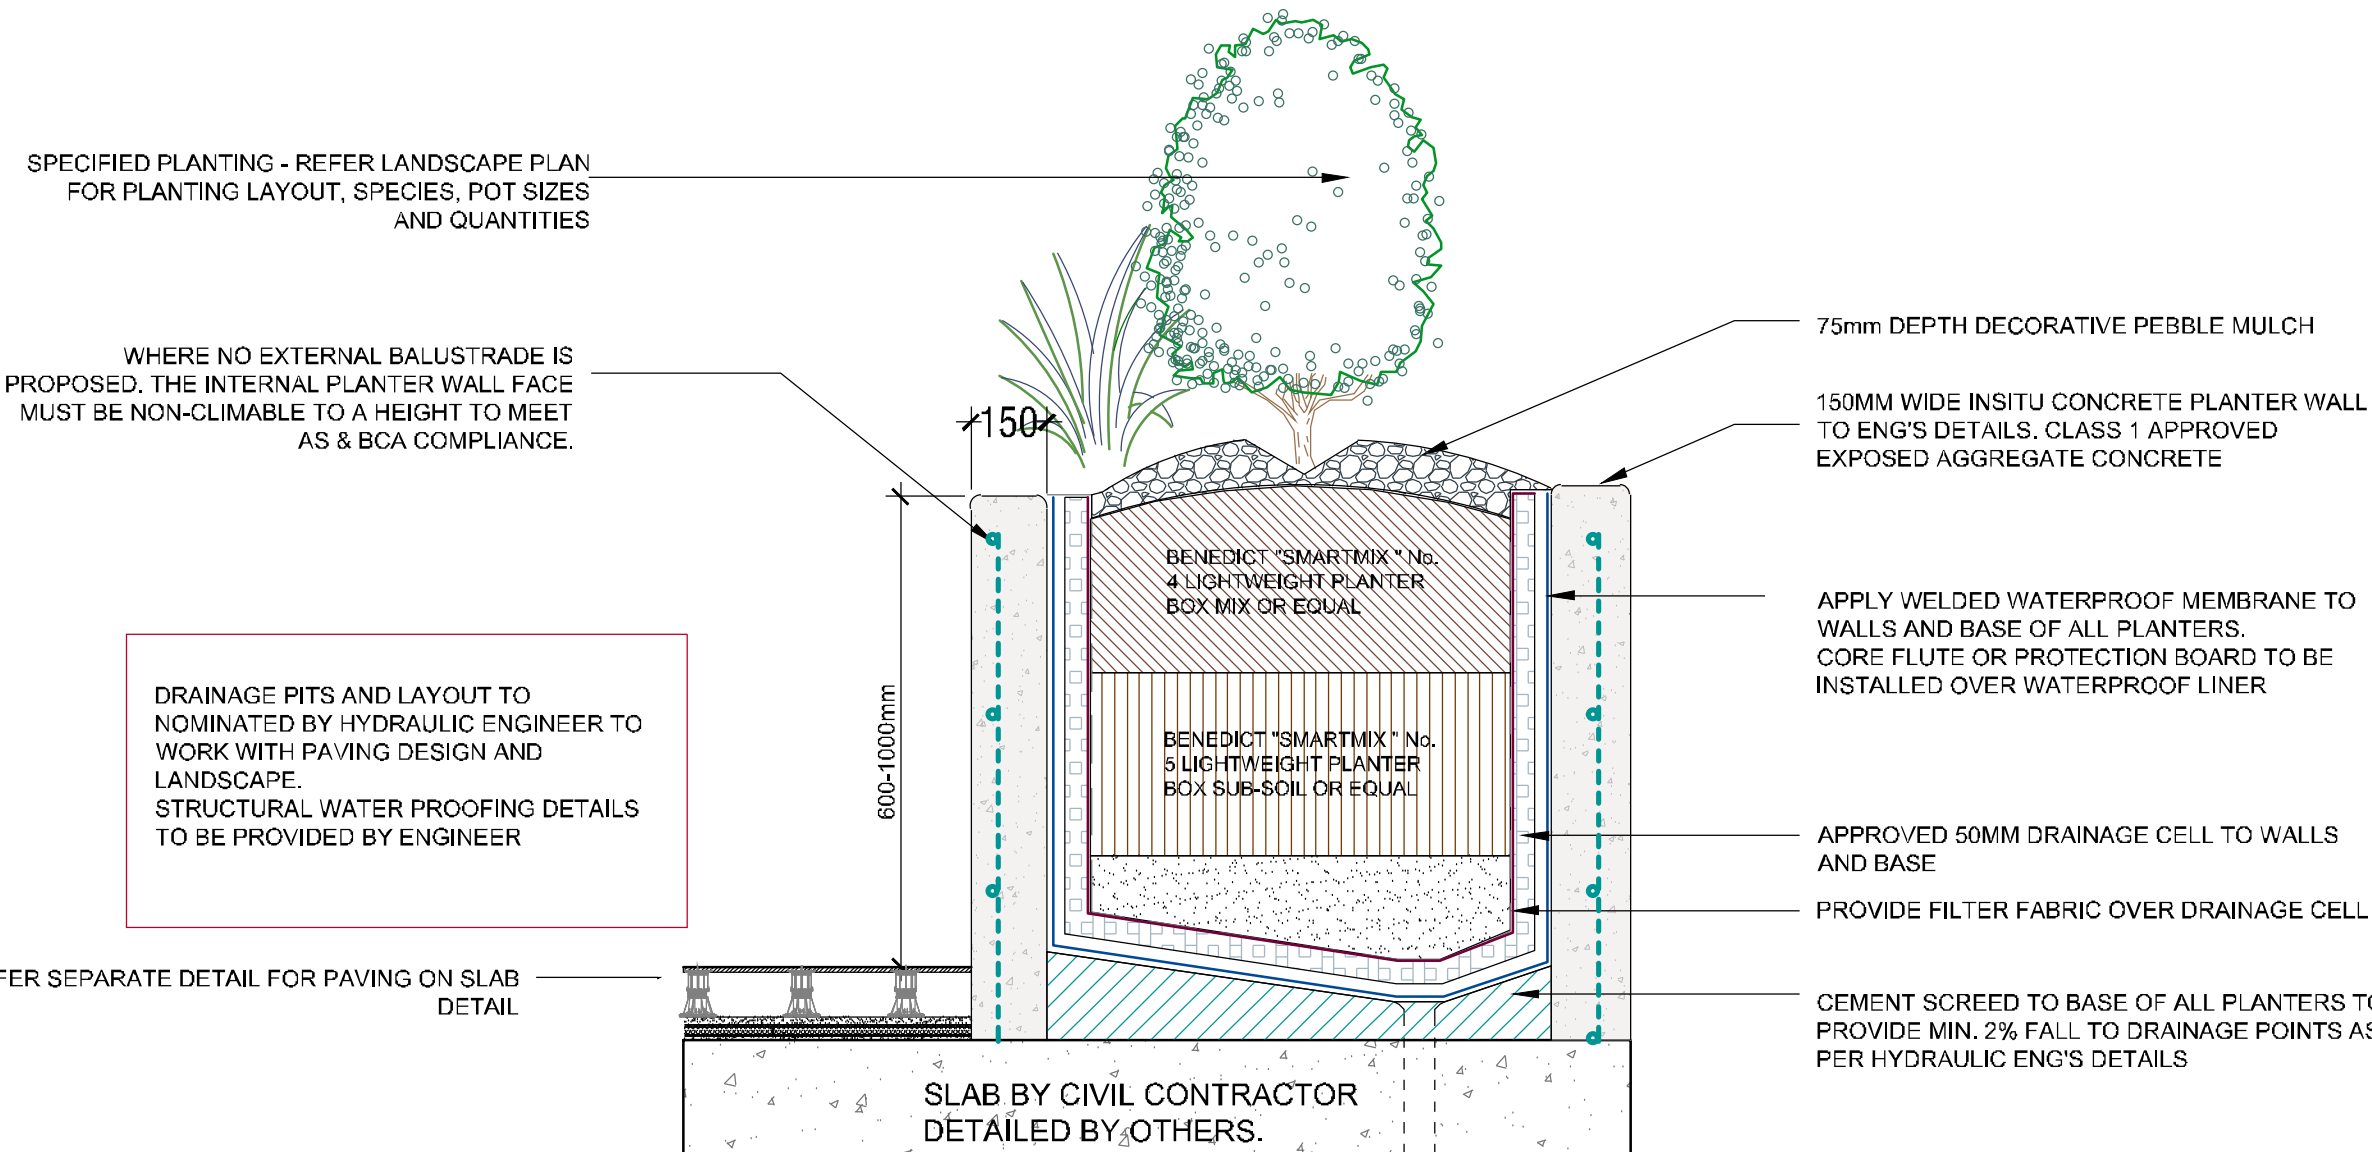 SPECIFIED PLANTING - REFER LANDSCAPE PLAN
FOR PLANTING LAYOUT, SPECIES, POT SIZES
AND QUANTITIES
WHERE NO EXTERNAL BALUSTRADE IS
PROPOSED. THE INTERNAL PLANTER WALL FACE
MUST BE NON-CLIMABLE TO A HEIGHT TO MEET
AS & BCA COMPLIANCE.
150
75mm DEPTH DECORATIVE PEBBLE MULCH
150MM WIDE INSITU CONCRETE PLANTER WALL
TO ENG'S DETAILS. CLASS 1 APPROVED
EXPOSED AGGREGATE CONCRETE
BENEDICT "SMARTMIX" No.
4 LIGHTWEIGHT PLANTER
BOX MIX OR EQUAL
APPLY WELDED WATERPROOF MEMBRANE TO
WALLS AND BASE OF ALL PLANTERS.
CORE FLUTE OR PROTECTION BOARD TO BE
INSTALLED OVER WATERPROOF LINER
DRAINAGE PITS AND LAYOUT TO
NOMINATED BY HYDRAULIC ENGINEER TO
WORK WITH PAVING DESIGN AND
LANDSCAPE.
STRUCTURAL WATER PROOFING DETAILS
TO BE PROVIDED BY ENGINEER
600-1000mm
BENEDICT "SMARTMIX" No.
5 LIGHTWEIGHT PLANTER
BOX SUB-SOIL OR EQUAL
APPROVED 50MM DRAINAGE CELL TO WALLS
AND BASE
PROVIDE FILTER FABRIC OVER DRAINAGE CELL
FER SEPARATE DETAIL FOR PAVING ON SLAB
DETAIL
CEMENT SCREED TO BASE OF ALL PLANTERS TO
PROVIDE MIN. 2% FALL TO DRAINAGE POINTS AS
PER HYDRAULIC ENG'S DETAILS
SLAB BY CIVIL CONTRACTOR
DETAILED BY OTHERS.